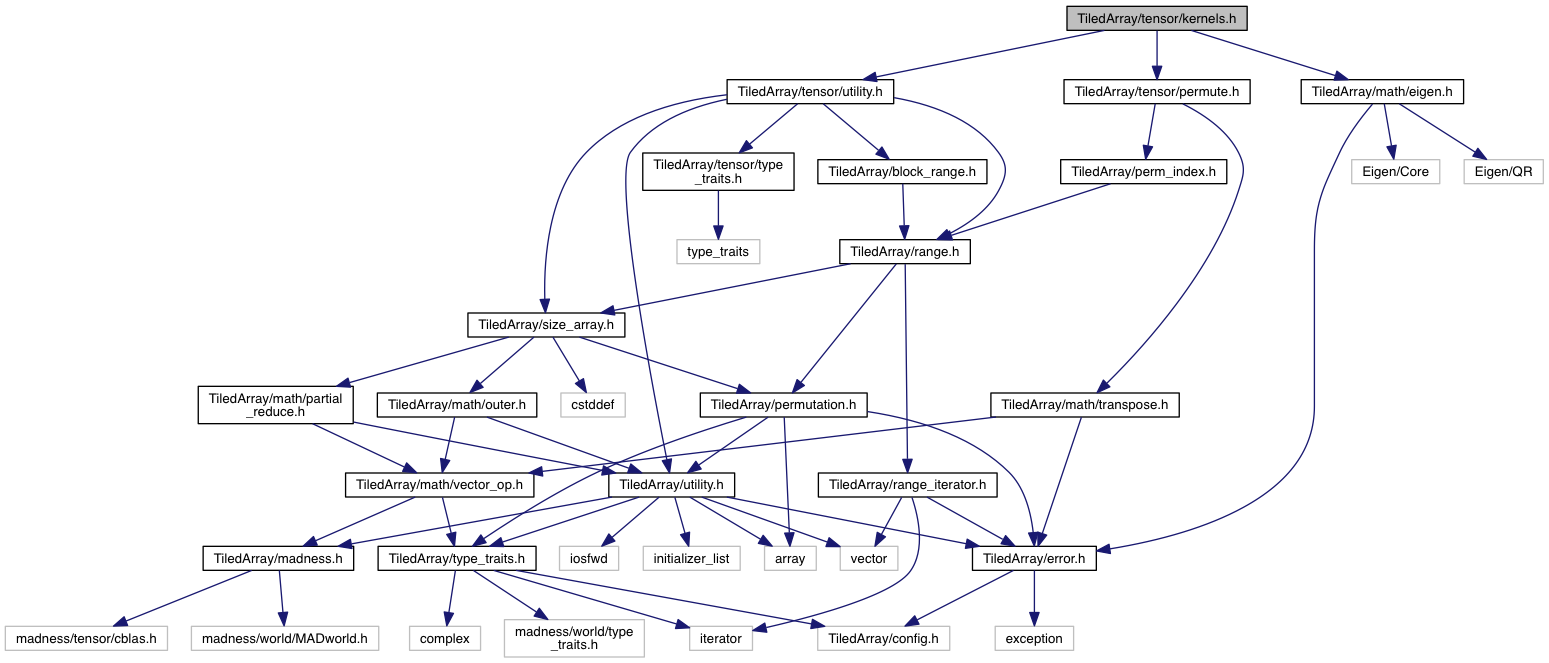 TiledArray/tensor/kernels.h
TiledArray/tensor/utility.h
TiledArray/tensor/permute.h
TiledArray/math/eigen.h
TiledArray/tensor/type
_traits.h
TiledArray/block_range.h
TiledArray/perm_index.h
Eigen/Core
Eigen/QR
type_traits
TiledArray/range.h
TiledArray/size_array.h
TiledArray/math/partial
_reduce.h
TiledArray/math/outer.h
cstddef
TiledArray/permutation.h
TiledArray/math/transpose.h
TiledArray/math/vector_op.h
TiledArray/utility.h
TiledArray/range_iterator.h
TiledArray/madness.h
TiledArray/type_traits.h
iosfwd
initializer_list
array
vector
TiledArray/error.h
madness/tensor/cblas.h
madness/world/MADworld.h
complex
madness/world/type
_traits.h
iterator
TiledArray/config.h
exception